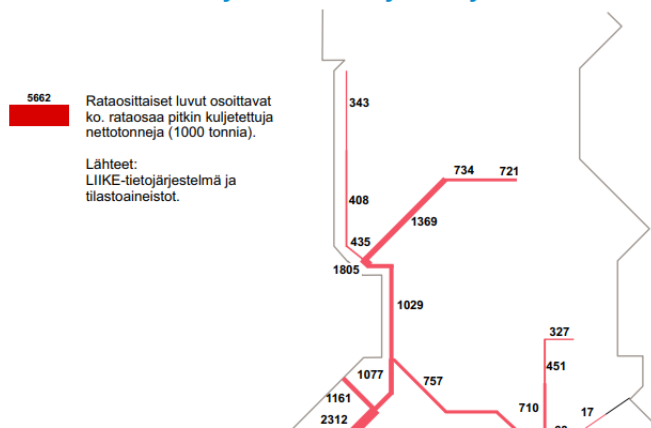 343
5662
Rataosittaiset luvut osoittavat
ko. rataosaa pitkin kuljetettuja
nettotonneja (1000 tonnia).
Lähteet:
LIIKE-tietojärjestelmä ja
tilastoaineistot.
734 721
408
1369
435
1805
1029
327
451
1077
757
1161
710
17
2312